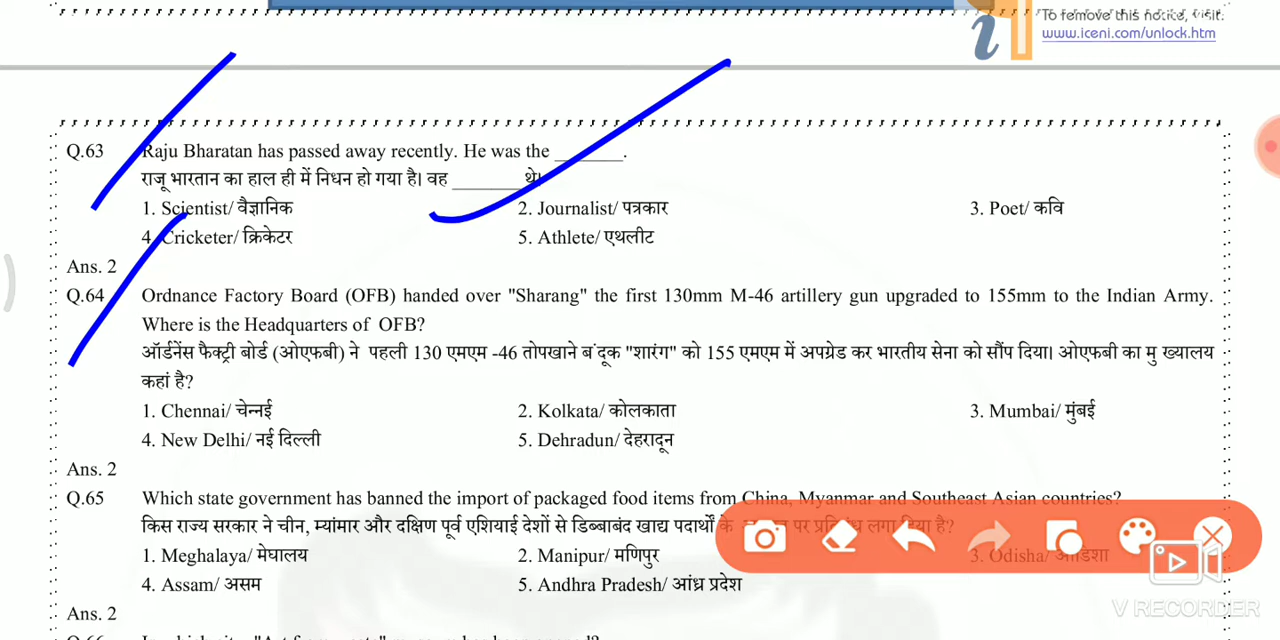 To remove this notice, visit:
www.iceni.com/unlock.htm
Q.63 Raju Bharatan has passed away recently. He was the _______.
राजू भारतान का हाल ही में निधन हो गया है। वह ________ थे।
1. Scientist/ वैज्ञानिक 2. Journalist/ पत्रकार 3. Poet/ कवि
4. Cricketer/ क्रिकेटर 5. Athlete/ एथलीट
Ans. 2
Q.64 Ordnance Factory Board (OFB) handed over "Sharang" the first 130mm M-46 artillery gun upgraded to 155mm to the Indian Army.
Where is the Headquarters of OFB?
ऑर्डनेंस फैक्ट्री बोर्ड (ओएफबी) ने पहली 130 एमएम -46 तोपखाने बंदूक "शारंग" को 155 एमएम में अपग्रेड कर भारतीय सेना को सौंप दिया। ओएफबी का मु ख्यालय
कहां है?
1. Chennai/ चेन्नई 2. Kolkata/ कोलकाता 3. Mumbai/ मुंबई
4. New Delhi/ नई दिल्ली 5. Dehradun/ देहरादून
Ans. 2
Q.65 Which state government has banned the import of packaged food items from China, Myanmar and Southeast Asian countries?
किस राज्य सरकार ने चीन, म्यांमार और दक्षिण पूर्व एशियाई देशों से डिब्बाबंद खाद्य पदार्थों के पर प्रतिबंध लगा दिया है?
1. Meghalaya/ मेघालय 2. Manipur/ मणिपुर 3. Odisha/ ओडिशा
4. Assam/ असम 5. Andhra Pradesh/ आंध्र प्रदेश
Ans. 2
V RECORDER